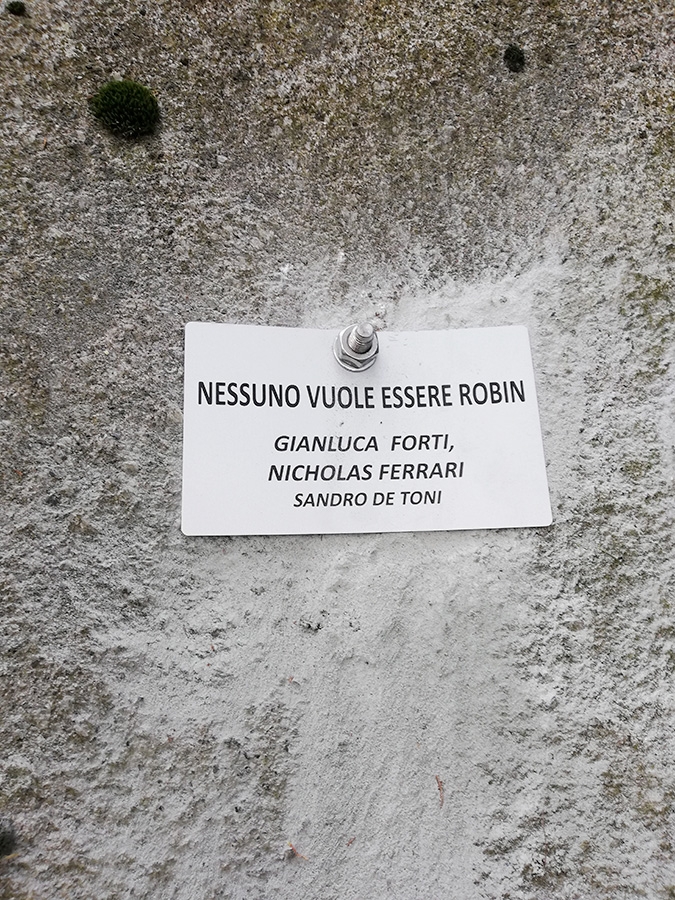 NESSUNO VUOLE ESSERE ROBIN
GIANLUCA FORTI,
NICHOLAS FERRARI
SANDRO DE TONI